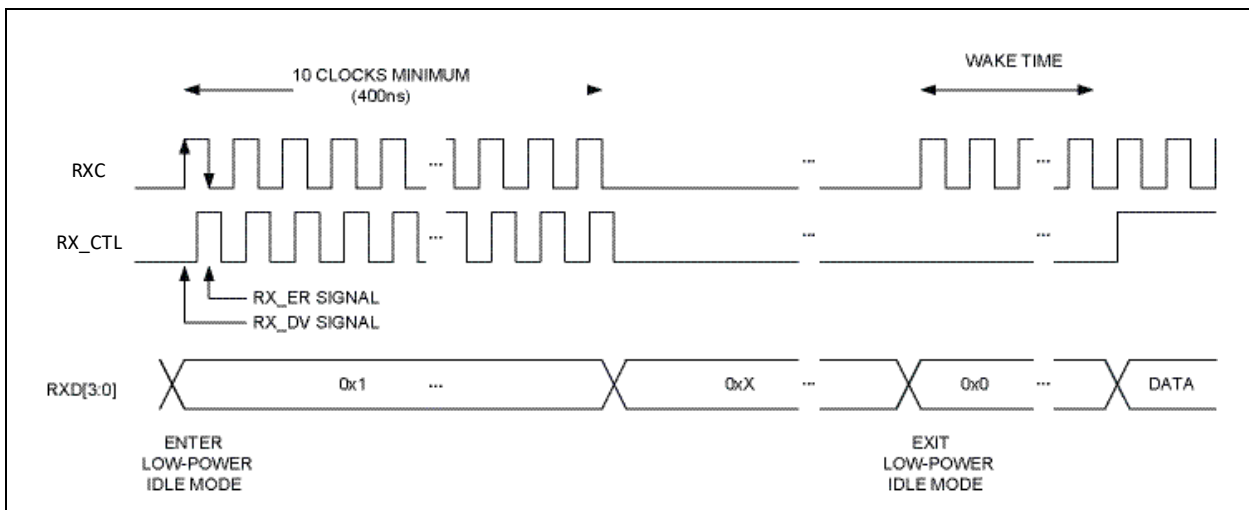 10 CLOCKS MINIMUM
(400ns)
WAKE TIME
RXC
...
...
...
RX_CTL
...
...
...
RX_ER SIGNAL
RX_DV SIGNAL
RXD[3:0]
0x1
...
0xX
...
0x0
...
DATA
ENTER
LOW-POWER
IDLE MODE
EXIT
LOW-POWER
IDLE MODE